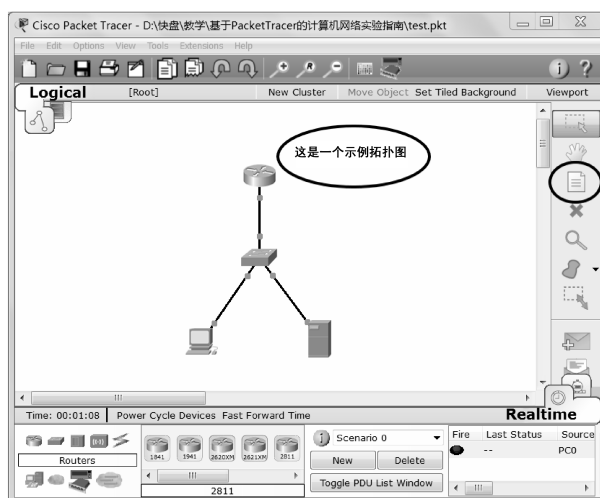 Cisco Packet Tracer - D:\快盘\教学\基于PacketTracer的计算机网络实验指南\test.pkt
File Edit Options View Tools Extensions Help
Logical [Root] New Cluster Move Object Set Tiled Background Viewport
这是一个示例拓扑图
Time: 00:01:08 Power Cycle Devices Fast Forward Time Realtime
Routers
1841 1941 2620XM 2621XM 2811
2811
Scenario 0
New Delete
Toggle PDU List Window
Fire Last Status Source
-- PC0